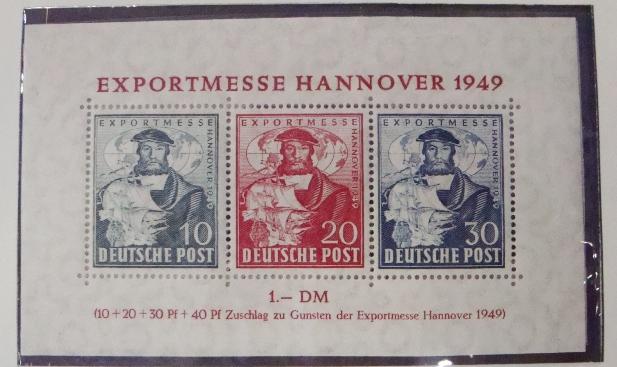 EXPORTMESSE HANNOVER 1949
EXPORTMESSE
HANNOVER 1949
10
DEUTSCHE POST
EXPORTMESSE
HANNOVER 1949
20
DEUTSCHE POST
EXPORTMESSE
HANNOVER 1949
30
DEUTSCHE POST
1.— DM
(10+20+30 Pf+40 Pf Zuschlag zu Gunsten der Exportmesse Hannover 1949)